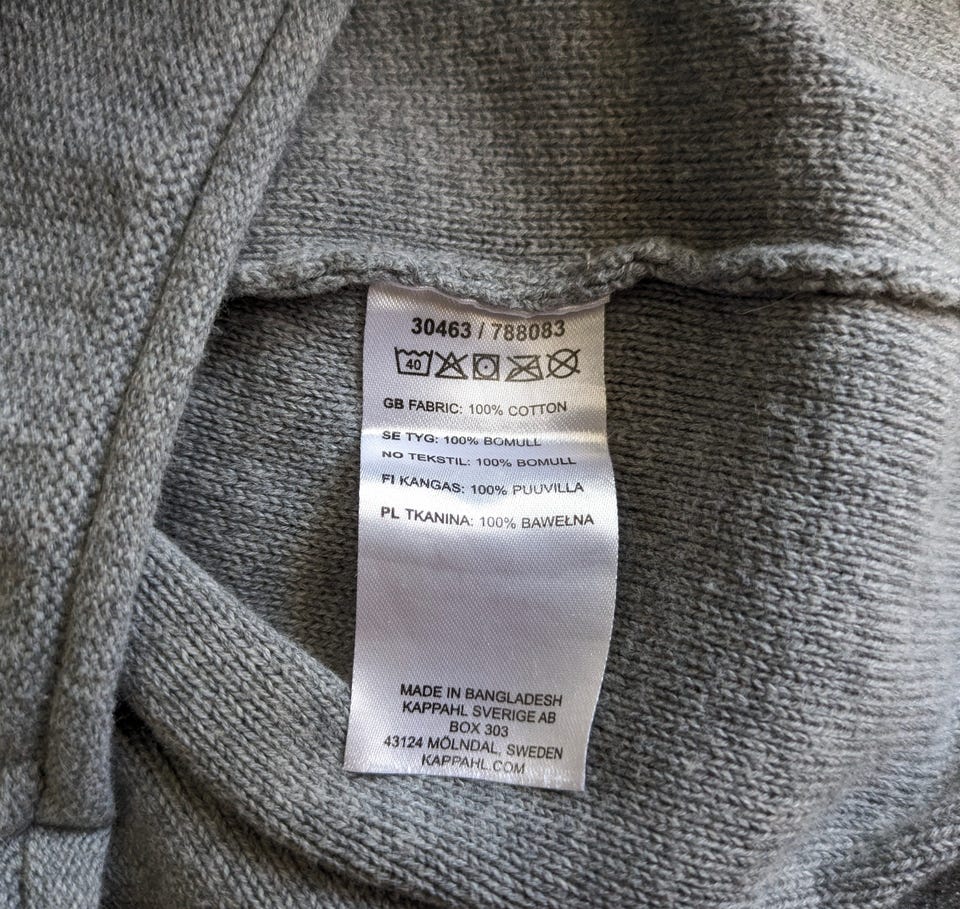 30463 / 788083
40
GB FABRIC: 100% COTTON
SE TYG: 100% BOMULL
NO TEKSTIL: 100% BOMULL
FI KANGAS: 100% PUUVILLA
PL TKANINA: 100% BAWEŁNA
MADE IN BANGLADESH
KAPPAHL SVERIGE AB
BOX 303
43124 MÖLNDAL, SWEDEN
KAPPAHL.COM